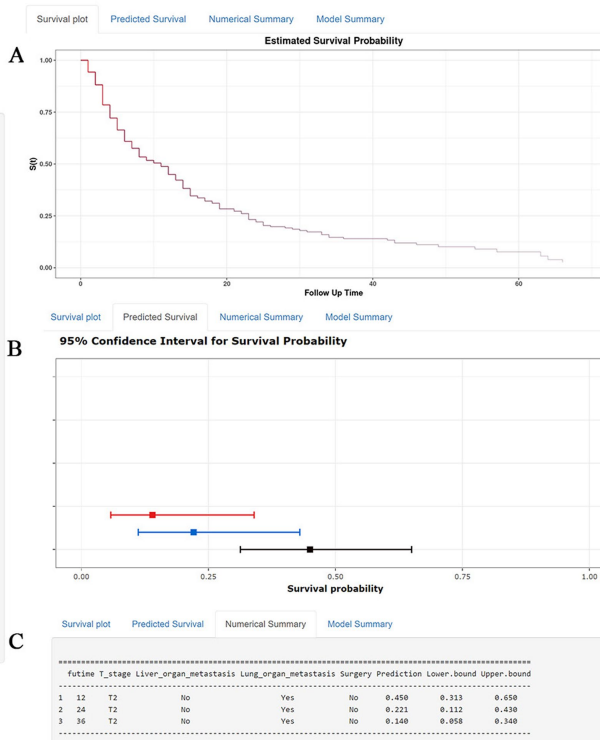 Survival plot Predicted Survival Numerical Summary Model Summary
A
Estimated Survival Probability
1.00
0.75
0.50
0.25
0.00
S(t)
0 20 40 60
Follow Up Time
Survival plot Predicted Survival Numerical Summary Model Summary
B
95% Confidence Interval for Survival Probability
0.00 0.25 0.50 0.75 1.00
Survival probability
Survival plot Predicted Survival Numerical Summary Model Summary
C
futime T_stage Liver_organ_metastasis Lung_organ_metastasis Surgery Prediction Lower.bound Upper.bound
1 12 T2 No Yes No 0.450 0.313 0.650
2 24 T2 No Yes No 0.221 0.112 0.430
3 36 T2 No Yes No 0.140 0.058 0.340